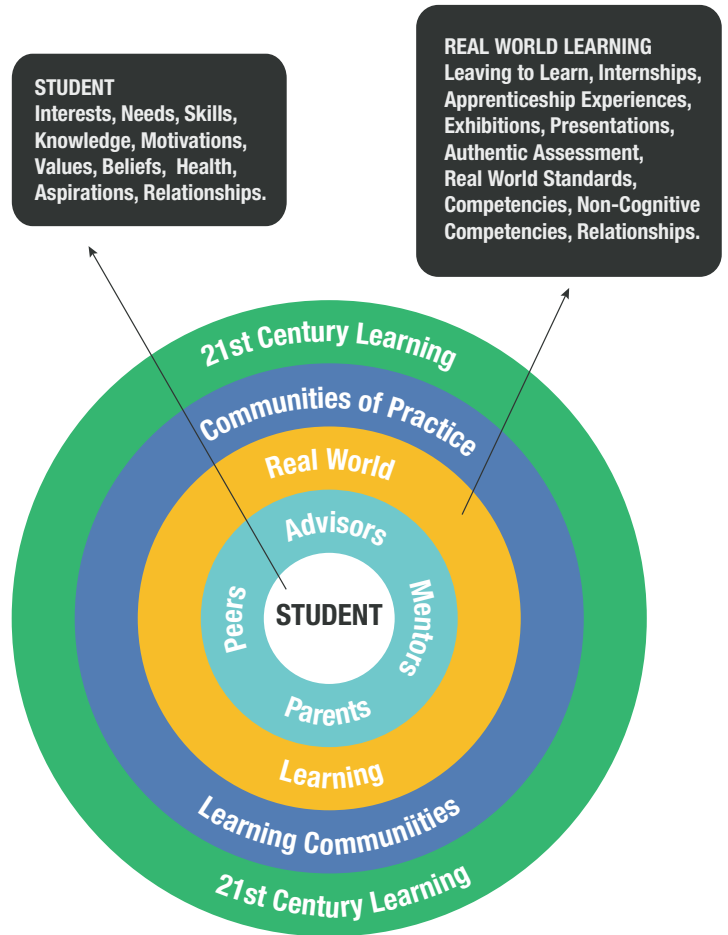 STUDENT
Interests, Needs, Skills,
Knowledge, Motivations,
Values, Beliefs, Health,
Aspirations, Relationships.
REAL WORLD LEARNING
Leaving to Learn, Internships,
Apprenticeship Experiences,
Exhibitions, Presentations,
Authentic Assessment,
Real World Standards,
Competencies, Non-Cognitive
Competencies, Relationships.
21st Century Learning
Communities of Practice
Real World
Advisors
Peers
STUDENT
Mentors
Parents
Learning
Learning Communiities
21st Century Learning